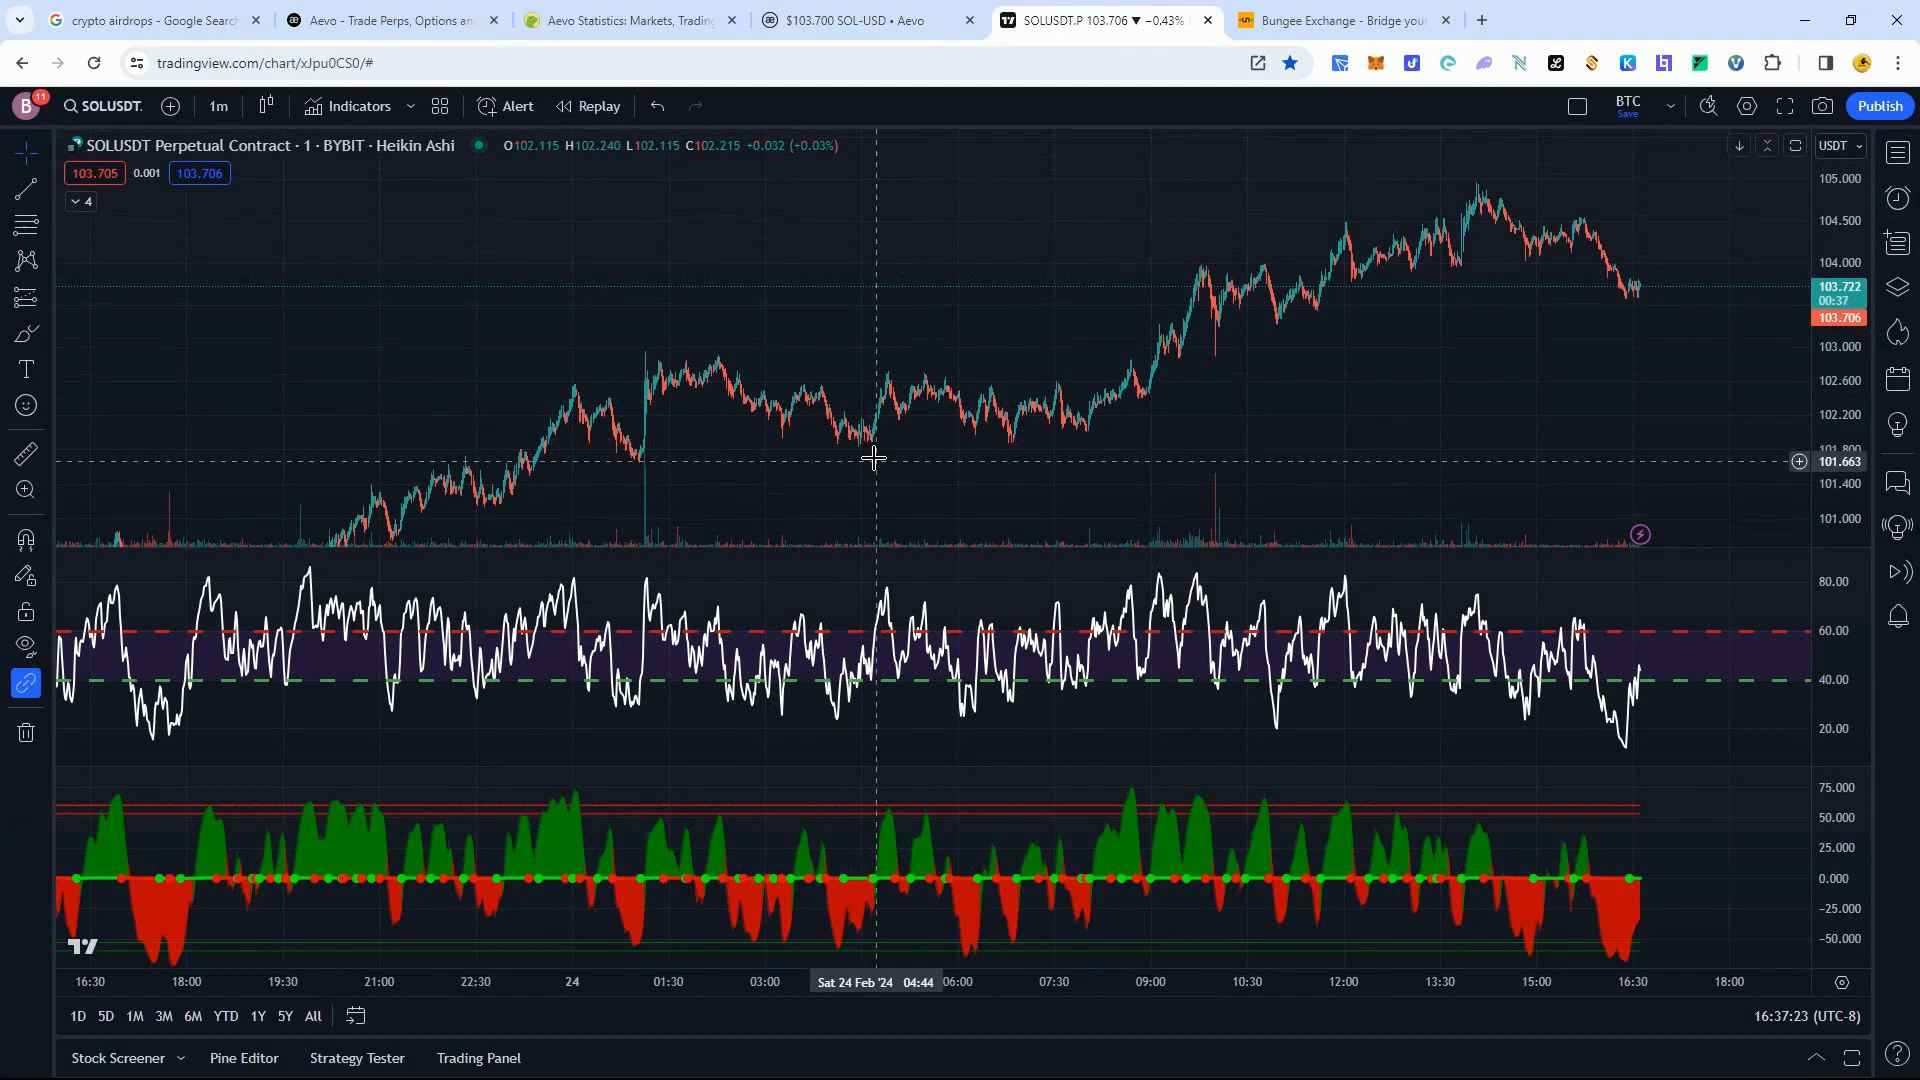 crypto airdrops - Google Search
Aevo - Trade Perps, Options an
Aevo Statistics: Markets, Trading
$103.700 SOL-USD • Aevo
SOLUSDT.P 103.706 ▼ −0.43%
Bungee Exchange - Bridge your
tradingview.com/chart/xJpu0CS0/#
B
11
SOLUSDT.
1m
Indicators
Alert
Replay
BTC
Save
Publish
SOLUSDT Perpetual Contract · 1 · BYBIT · Heikin Ashi
O102.115 H102.240 L102.115 C102.215 +0.032 (+0.03%)
USDT
103.705
0.001
103.706
4
105.000
104.500
104.000
103.722
00:37
103.706
103.000
102.600
102.200
101.800
101.663
101.400
101.000
80.00
60.00
40.00
20.00
75.000
50.000
25.000
0.000
−25.000
−50.000
16:30
18:00
19:30
21:00
22:30
24
01:30
03:00
Sat 24 Feb '24 04:44
06:00
07:30
09:00
10:30
12:00
13:30
15:00
16:30
18:00
1D
5D
1M
3M
6M
YTD
1Y
5Y
All
16:37:23 (UTC-8)
Stock Screener
Pine Editor
Strategy Tester
Trading Panel